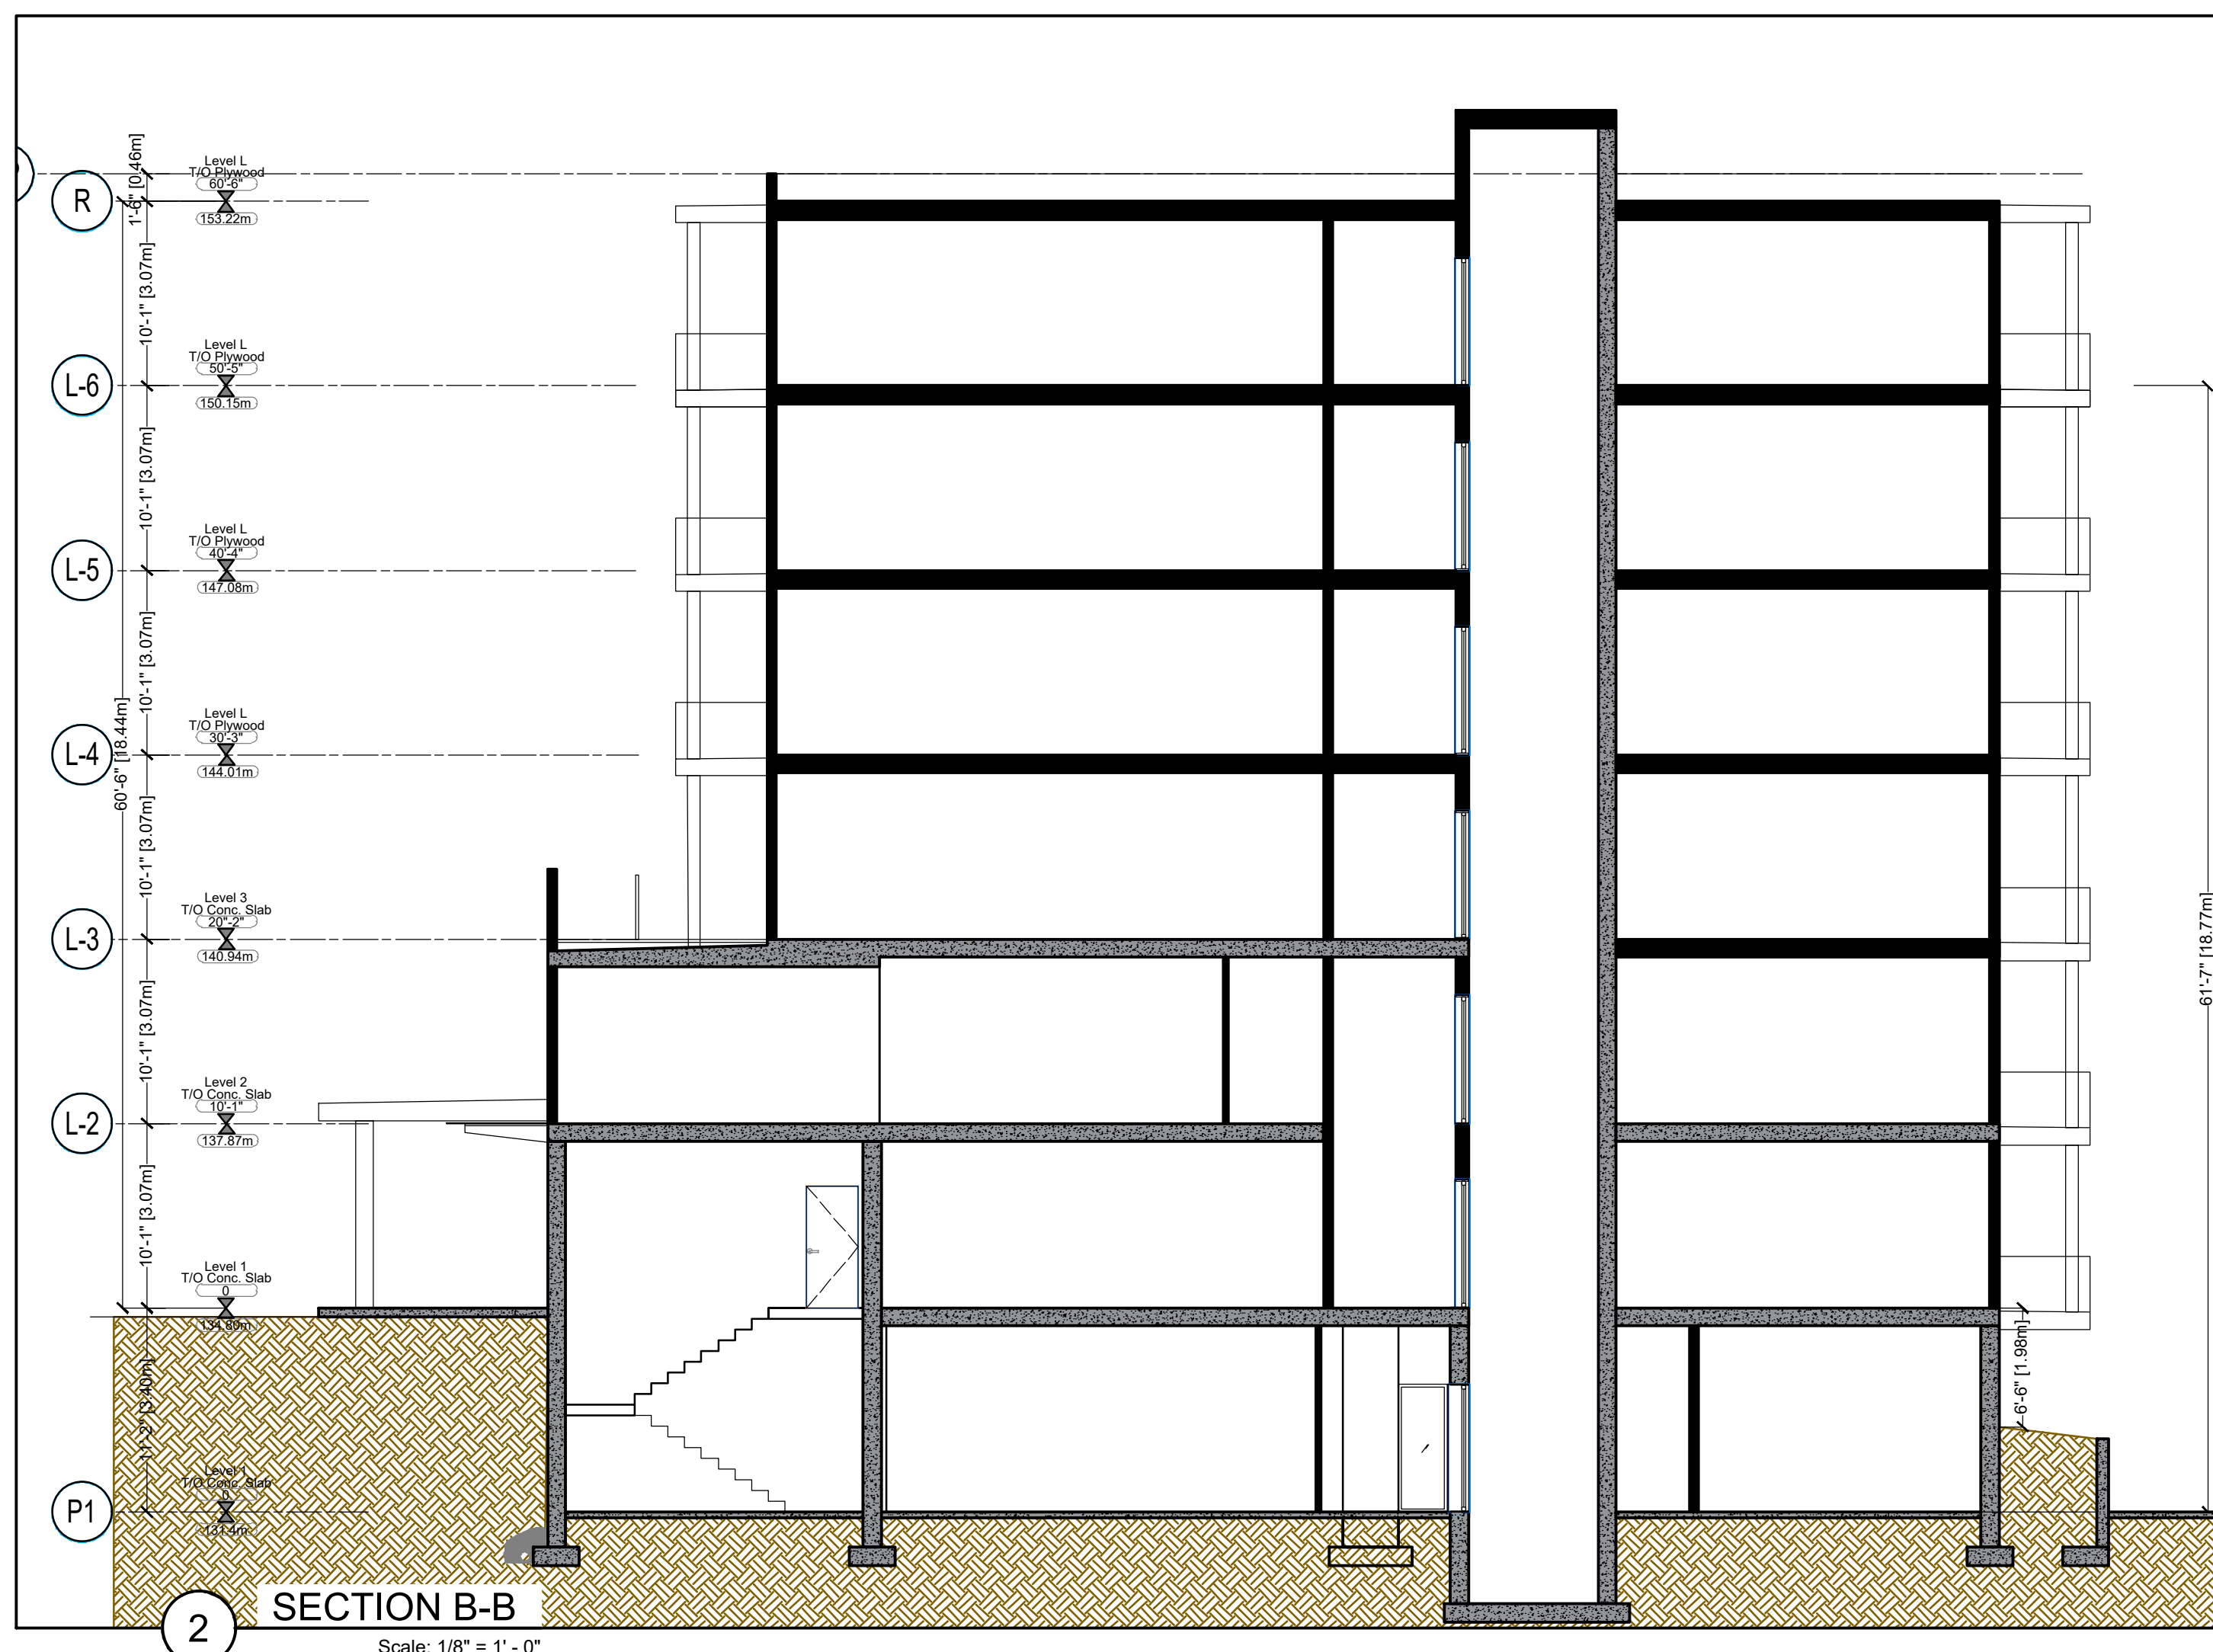 1'-6" [0.46m]
R
Level L
T/O Plywood
60'-6"
153.22m
10'-1" [3.07m]
L-6
Level L
T/O Plywood
50'-5"
150.15m
10'-1" [3.07m]
L-5
Level L
T/O Plywood
40'-4"
147.08m
10'-1" [3.07m]
L-4
Level L
T/O Plywood
30'-3"
144.01m
60'-6" [18.44m]
10'-1" [3.07m]
L-3
Level 3
T/O Conc. Slab
20"-2"
140.94m
61'-7" [18.77m]
10'-1" [3.07m]
L-2
Level 2
T/O Conc. Slab
10'-1"
137.87m
10'-1" [3.07m]
Level 1
T/O Conc. Slab
0
134.80m
6'-6" [1.98m]
11'-2" [3.40m]
P1
Level 1
T/O Conc. Slab
0
131.4m
2
SECTION B-B
Scale: 1/8" = 1' - 0"